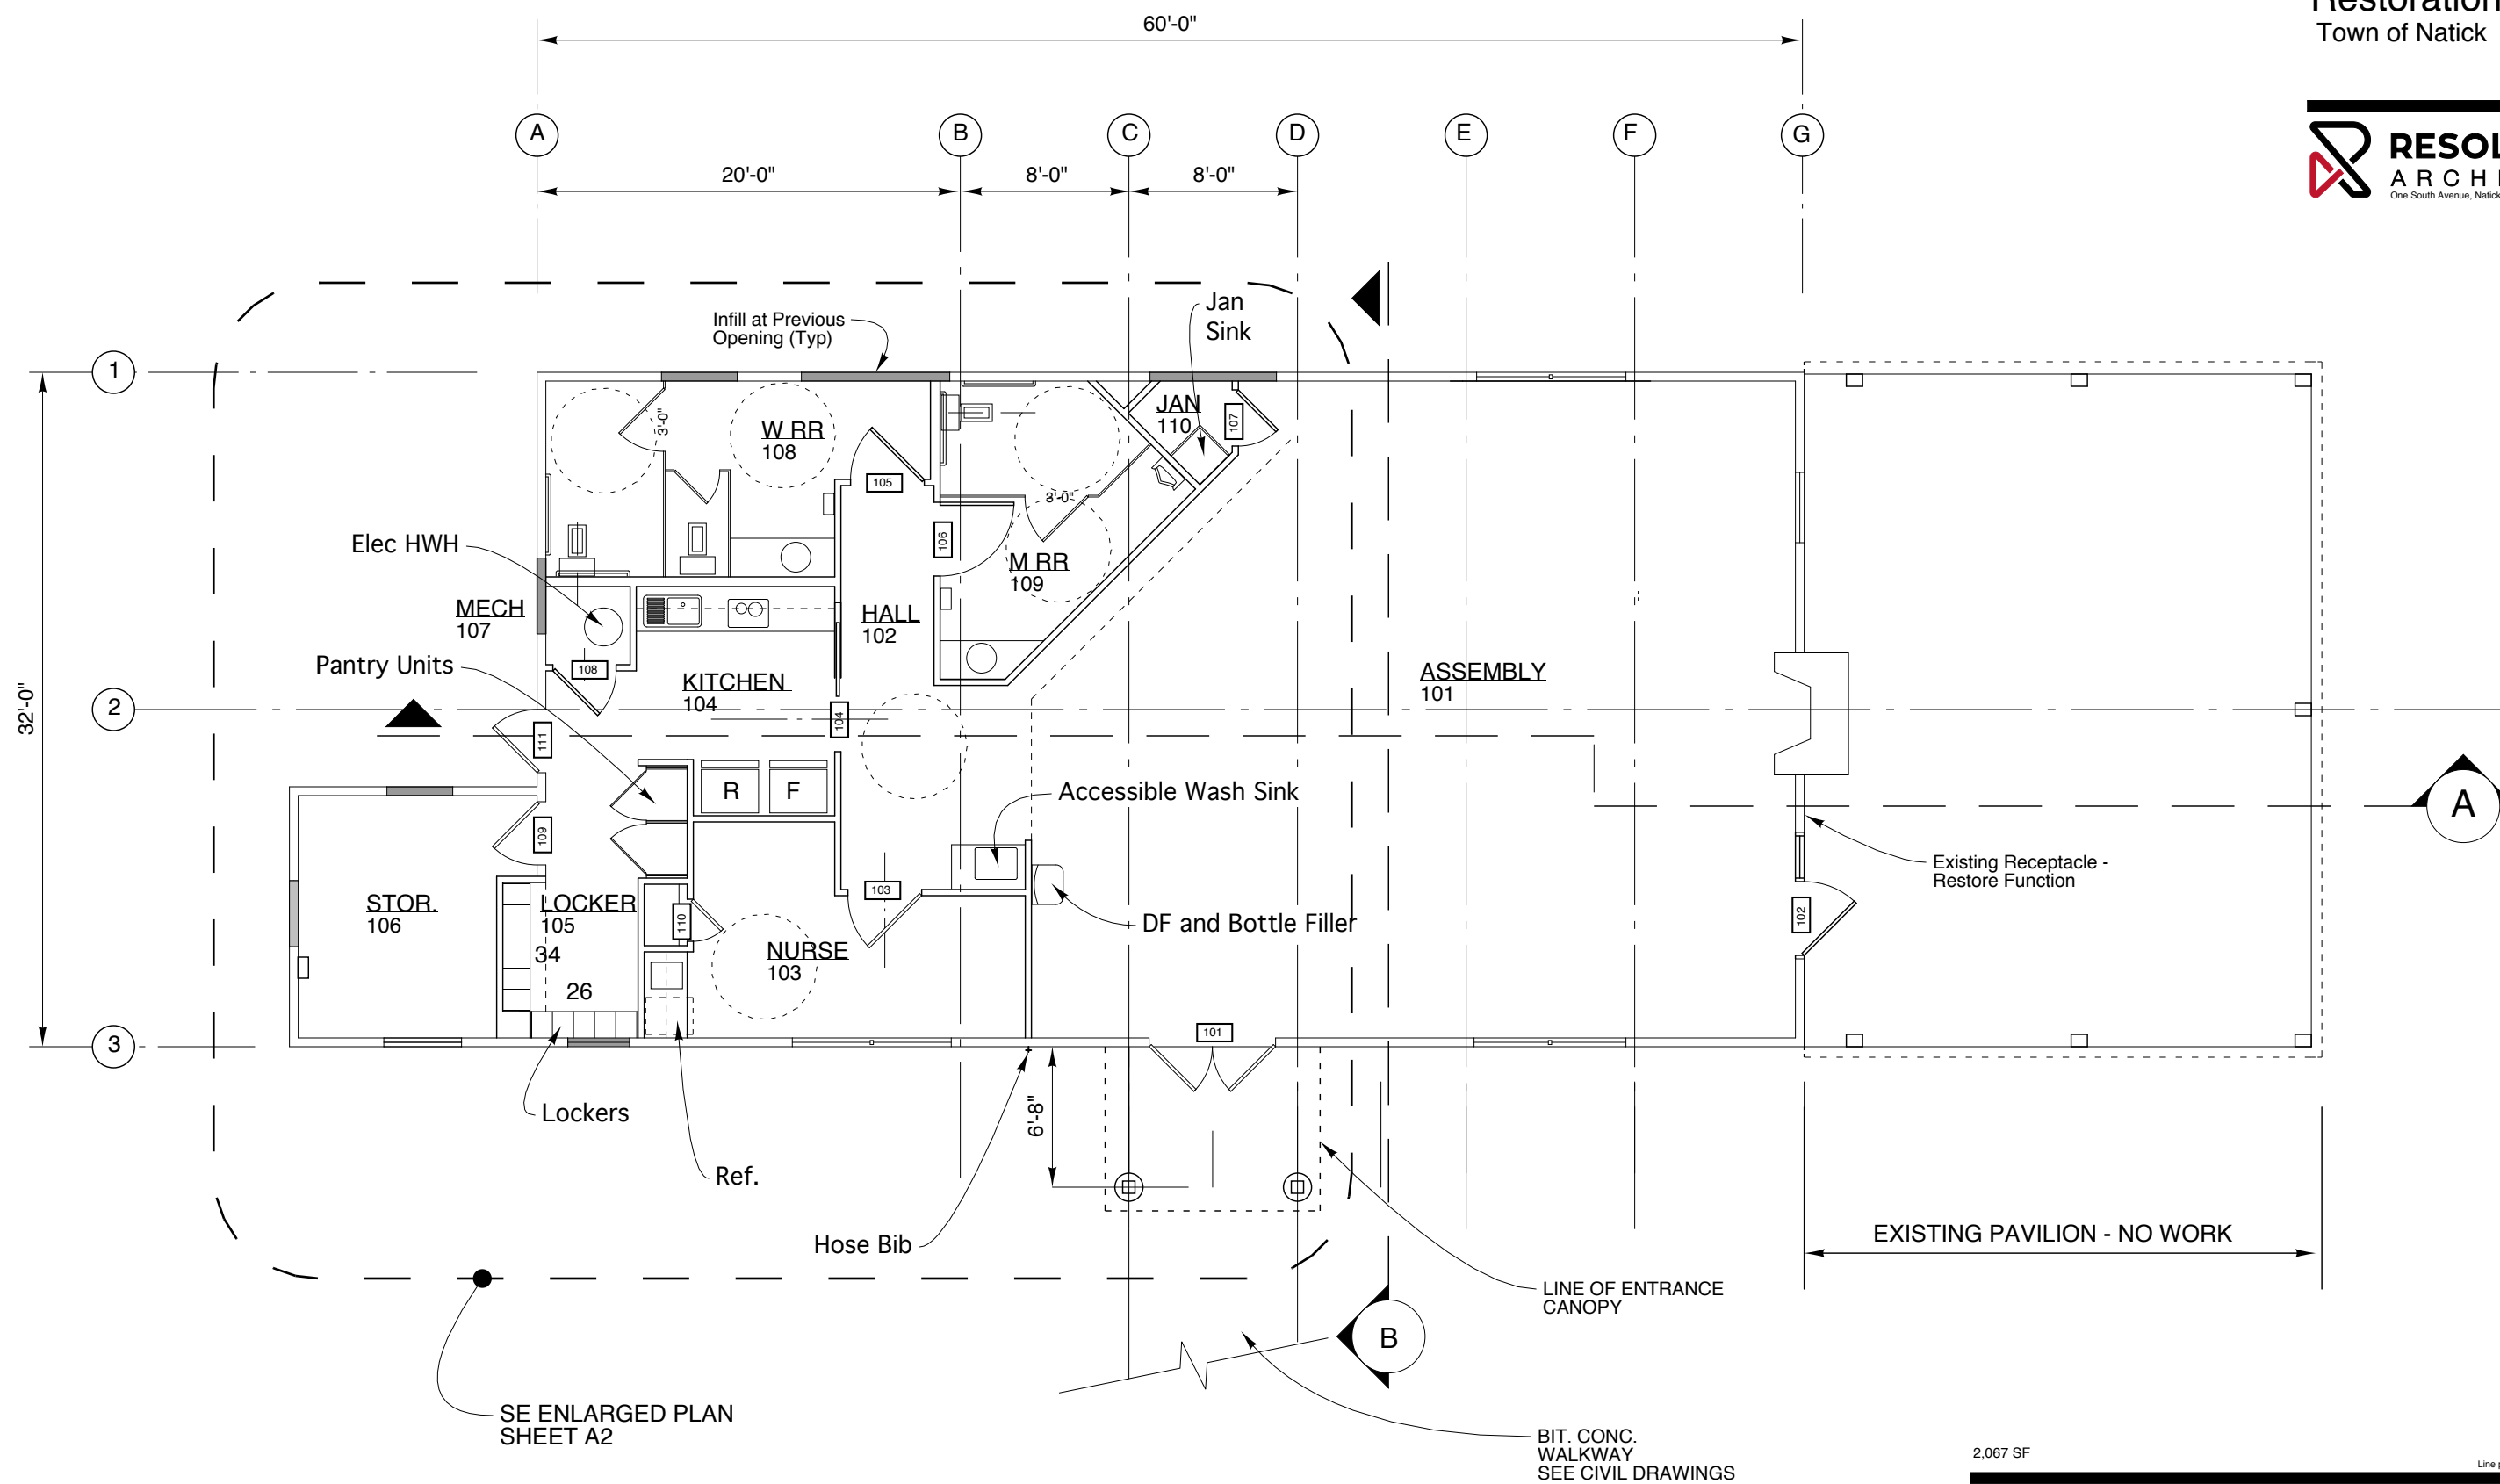 Restoration
Town of Natick
ARCH
One South Avenue, Natick
60'-0"
A
B
C
D
E
F
G
20'-0"
8'-0"
8'-0"
Infill at Previous
Opening (Typ)
Jan
Sink
1
2
3
32'-0"
3'-0"
W RR
108
105
JAN
110
107
3'-0"
106
M RR
109
Elec HWH
MECH
107
108
HALL
102
Pantry Units
KITCHEN
104
104
ASSEMBLY
101
111
R
F
Accessible Wash Sink
A
109
Existing Receptacle -
Restore Function
STOR.
106
LOCKER
105
34
26
110
103
NURSE
103
DF and Bottle Filler
102
101
Lockers
6'-8"
Ref.
Hose Bib
EXISTING PAVILION - NO WORK
LINE OF ENTRANCE
CANOPY
B
SE ENLARGED PLAN
SHEET A2
BIT. CONC.
WALKWAY
SEE CIVIL DRAWINGS
2,067 SF
Line